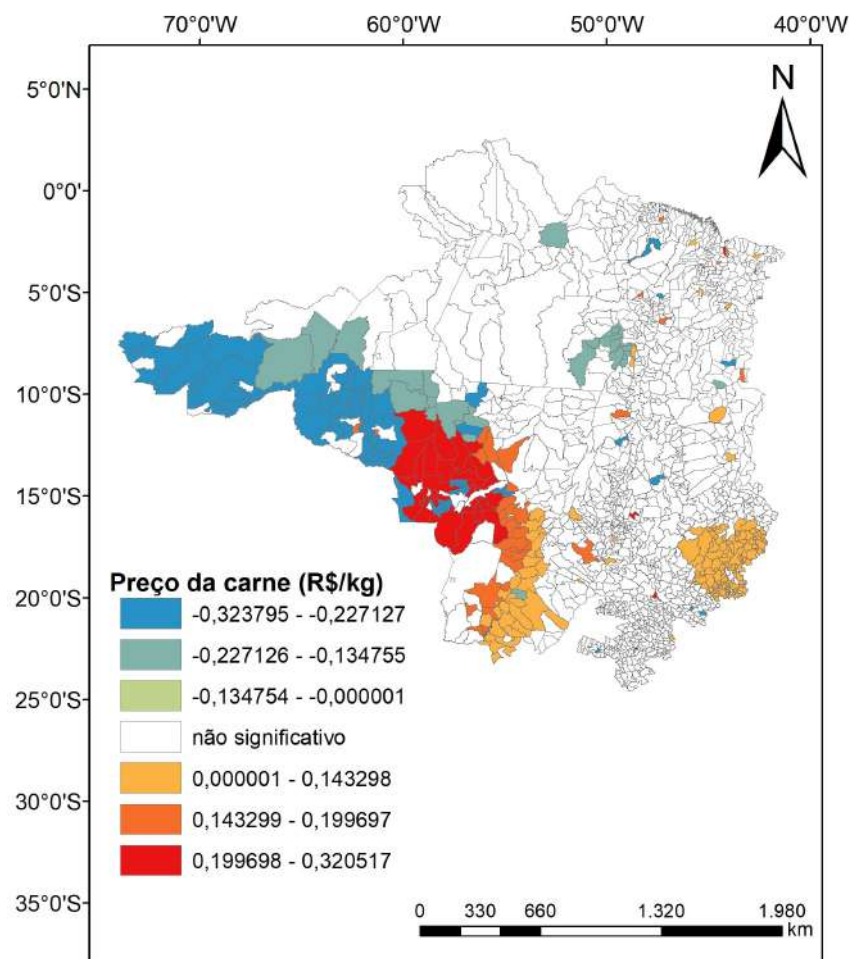 70°0'W 60°0'W 50°0'W 40°0'W
N
5°0'N
0°0'
5°0'S
10°0'S
15°0'S
20°0'S
25°0'S
30°0'S
35°0'S
Preço da carne (R$/kg)
-0,323795 - -0,227127
-0,227126 - -0,134755
-0,134754 - -0,000001
não significativo
0,000001 - 0,143298
0,143299 - 0,199697
0,199698 - 0,320517
0 330 660 1.320 1.980
km